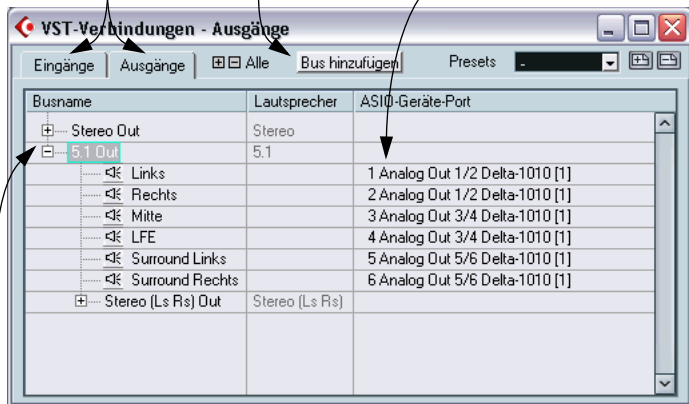 VST-Verbindungen - Ausgänge
Eingänge Ausgänge Alle Bus hinzufügen Presets -
Busname Lautsprecher ASIO-Geräte-Port
Stereo Out Stereo
5.1 Out 5.1
Links 1 Analog Out 1/2 Delta-1010 [1]
Rechts 2 Analog Out 1/2 Delta-1010 [1]
Mitte 3 Analog Out 3/4 Delta-1010 [1]
LFE 4 Analog Out 3/4 Delta-1010 [1]
Surround Links 5 Analog Out 5/6 Delta-1010 [1]
Surround Rechts 6 Analog Out 5/6 Delta-1010 [1]
Stereo (Ls Rs) Out Stereo (Ls Rs)